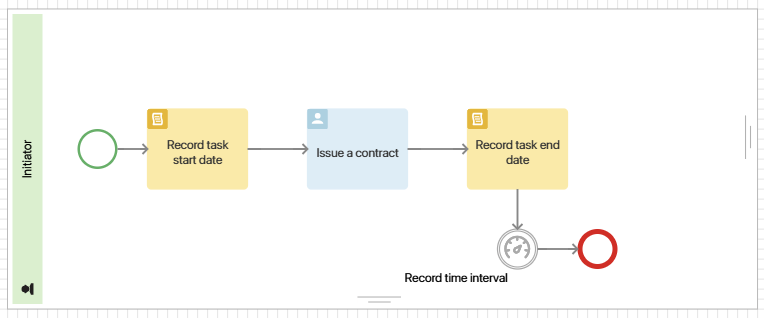 Initiator
Record task
start date
Issue a contract
Record task end
date
Record time interval